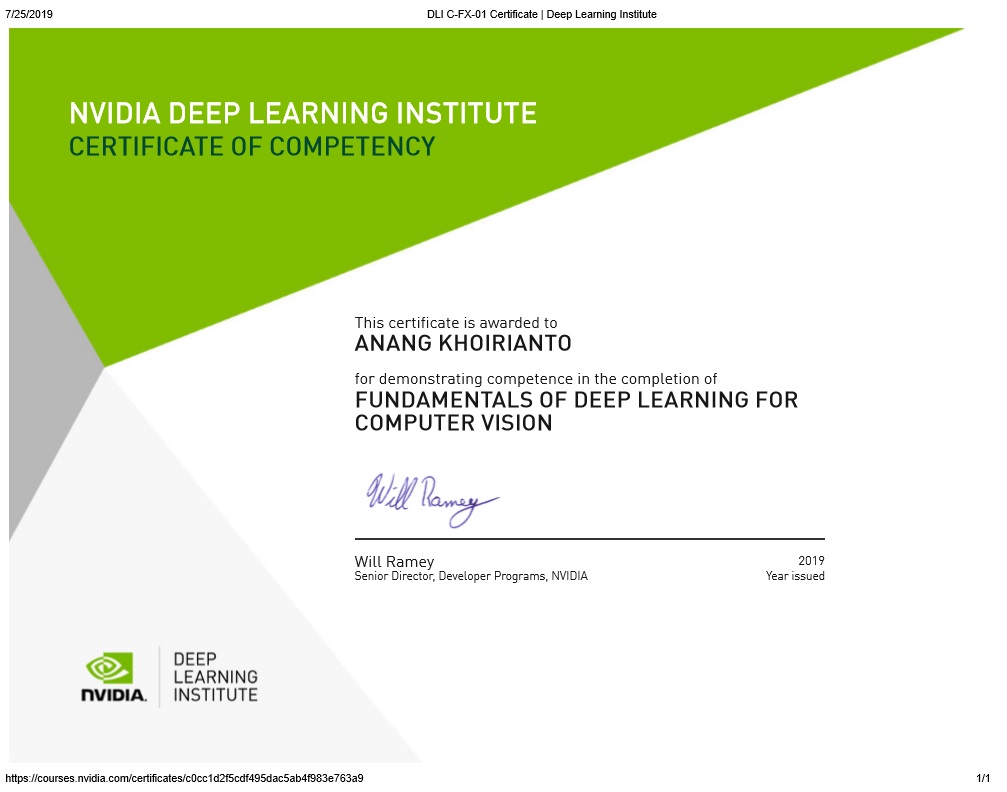 7/25/2019 DLI C-FX-01 Certificate | Deep Learning Institute
NVIDIA DEEP LEARNING INSTITUTE
CERTIFICATE OF COMPETENCY
This certificate is awarded to
ANANG KHOIRIANTO
for demonstrating competence in the completion of
FUNDAMENTALS OF DEEP LEARNING FOR
COMPUTER VISION
Will Ramey
Will Ramey 2019
Senior Director, Developer Programs, NVIDIA Year issued
DEEP
LEARNING
INSTITUTE
NVIDIA.
https://courses.nvidia.com/certificates/c0cc1d2f5cdf495dac5ab4f983e763a9 1/1